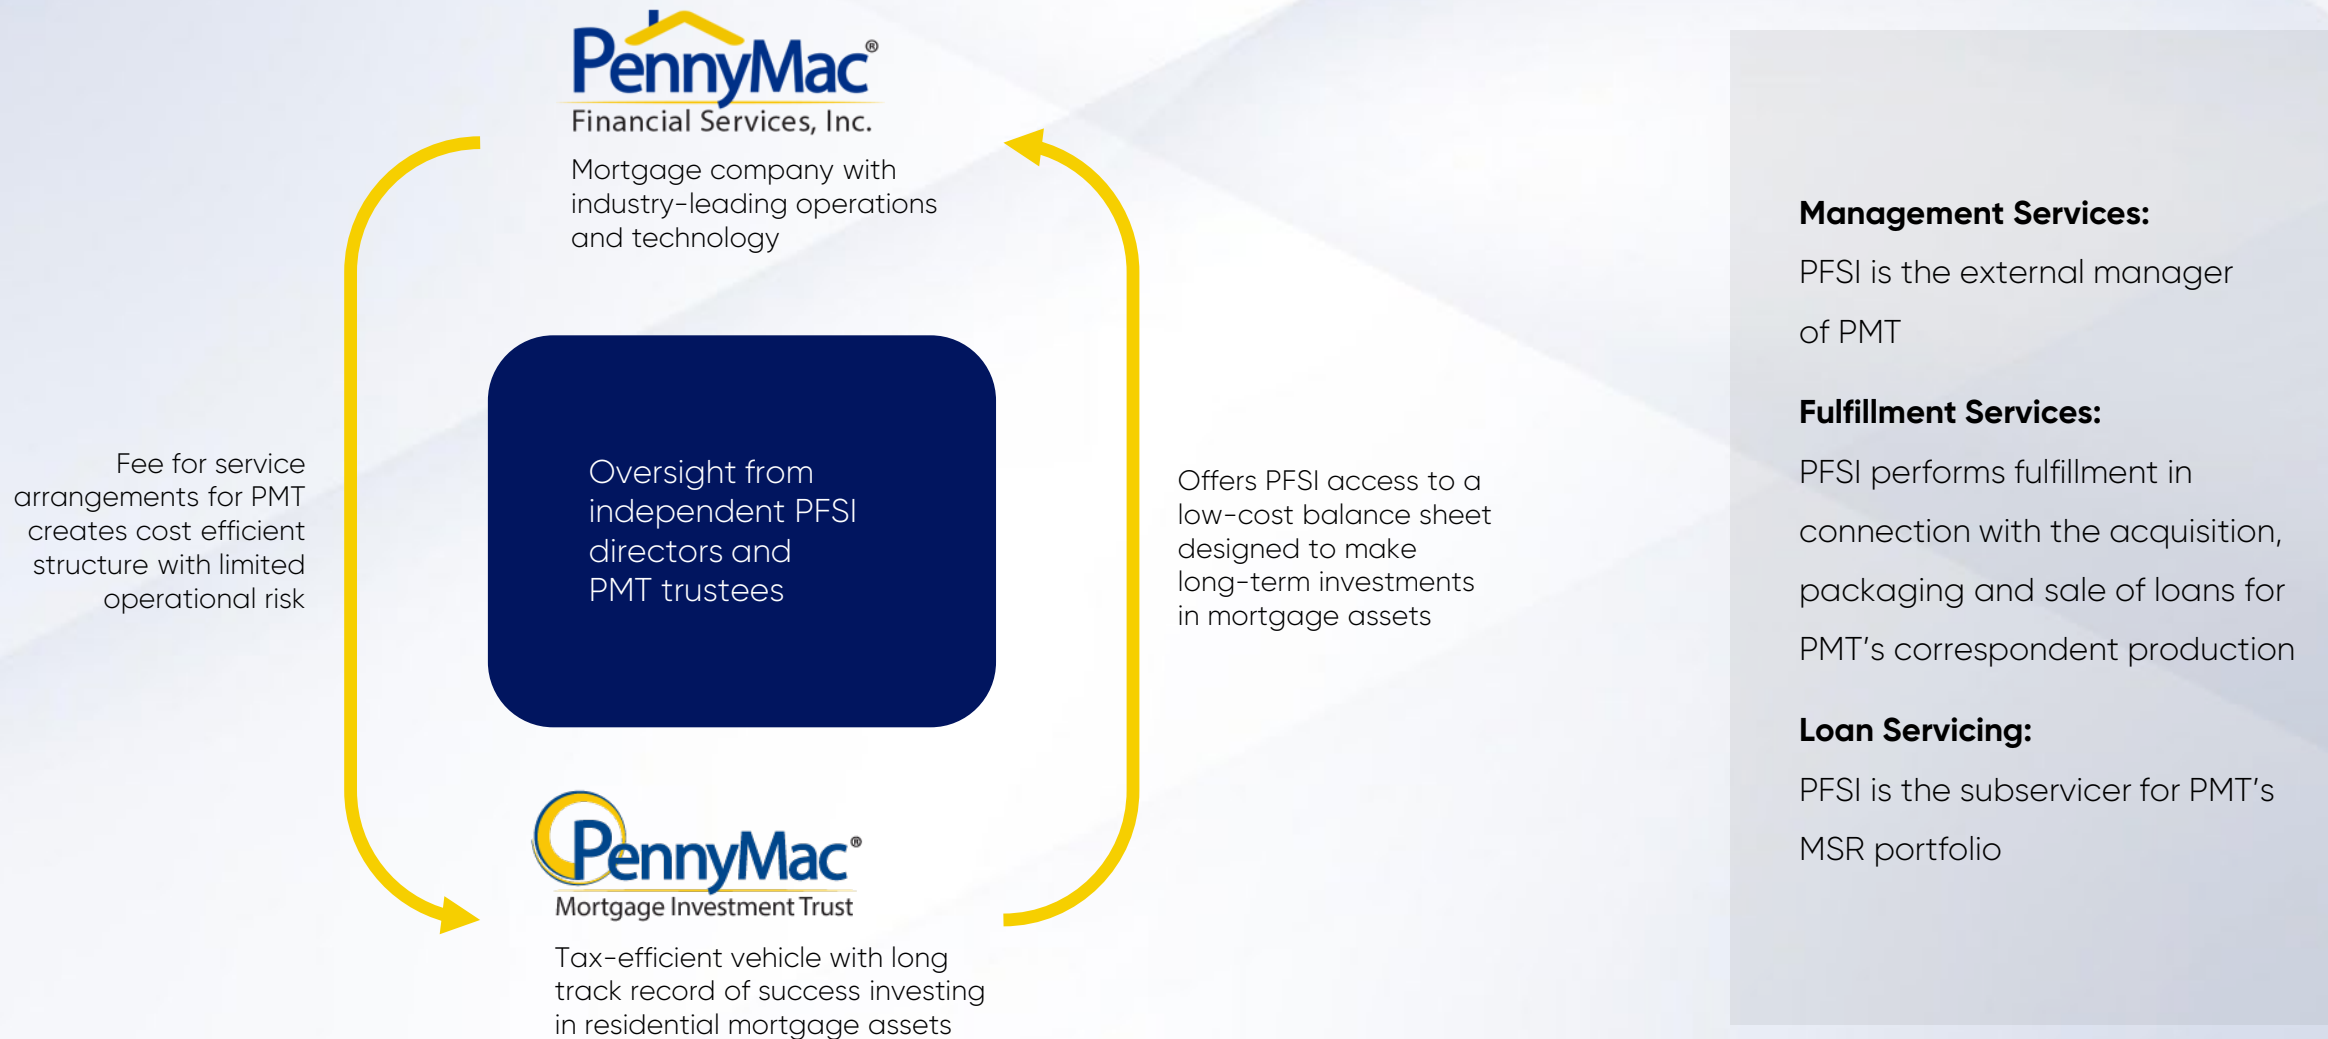 PennyMac®
Financial Services, Inc.
Mortgage company with
industry-leading operations
and technology
Fee for service
arrangements for PMT
creates cost efficient
structure with limited
operational risk
Oversight from
independent PFSI
directors and
PMT trustees
Offers PFSI access to a
low-cost balance sheet
designed to make
long-term investments
in mortgage assets
PennyMac®
Mortgage Investment Trust
Tax-efficient vehicle with long
track record of success investing
in residential mortgage assets
Management Services:
PFSI is the external manager
of PMT
Fulfillment Services:
PFSI performs fulfillment in
connection with the acquisition,
packaging and sale of loans for
PMT’s correspondent production
Loan Servicing:
PFSI is the subservicer for PMT’s
MSR portfolio